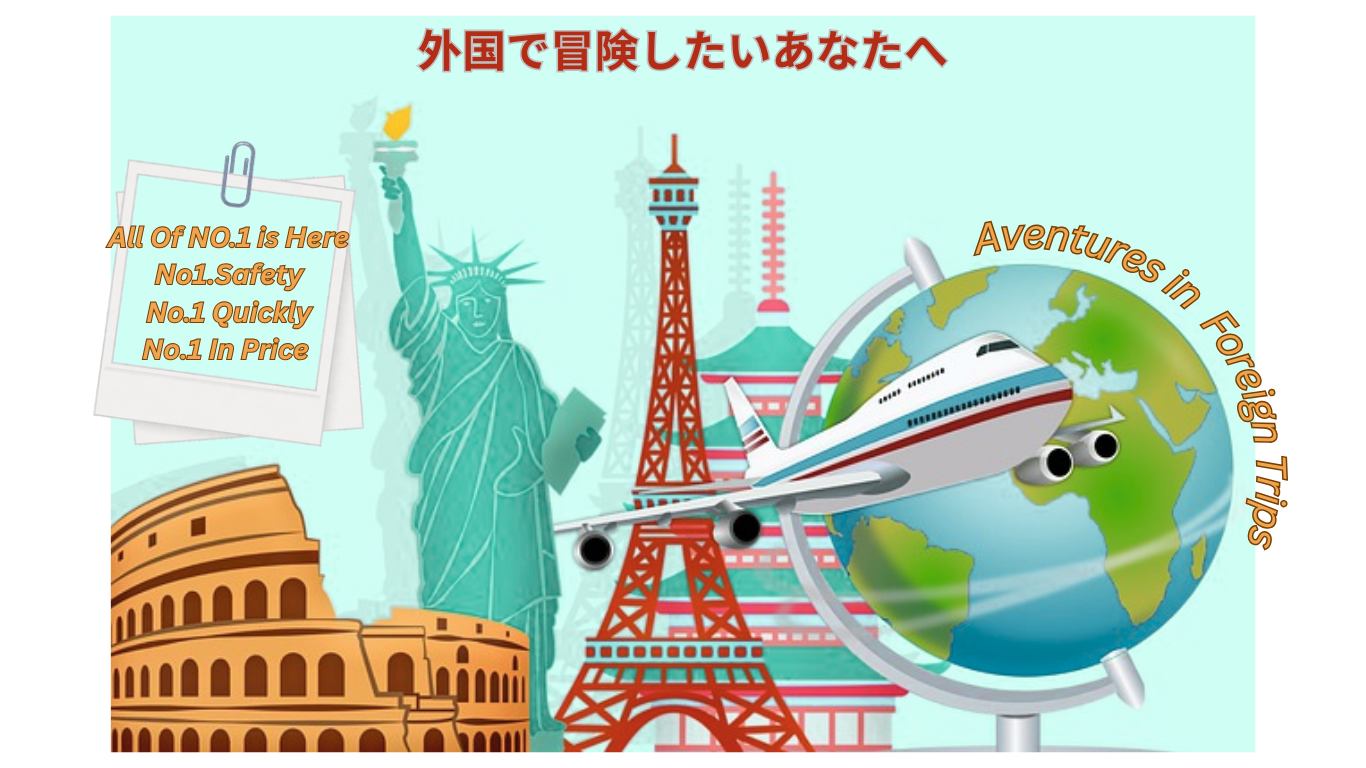 外国で冒険したいあなたへ
All Of NO.1 is Here
No1.Safety
No.1 Quickly
No.1 In Price
Aventures in Foreign Trips